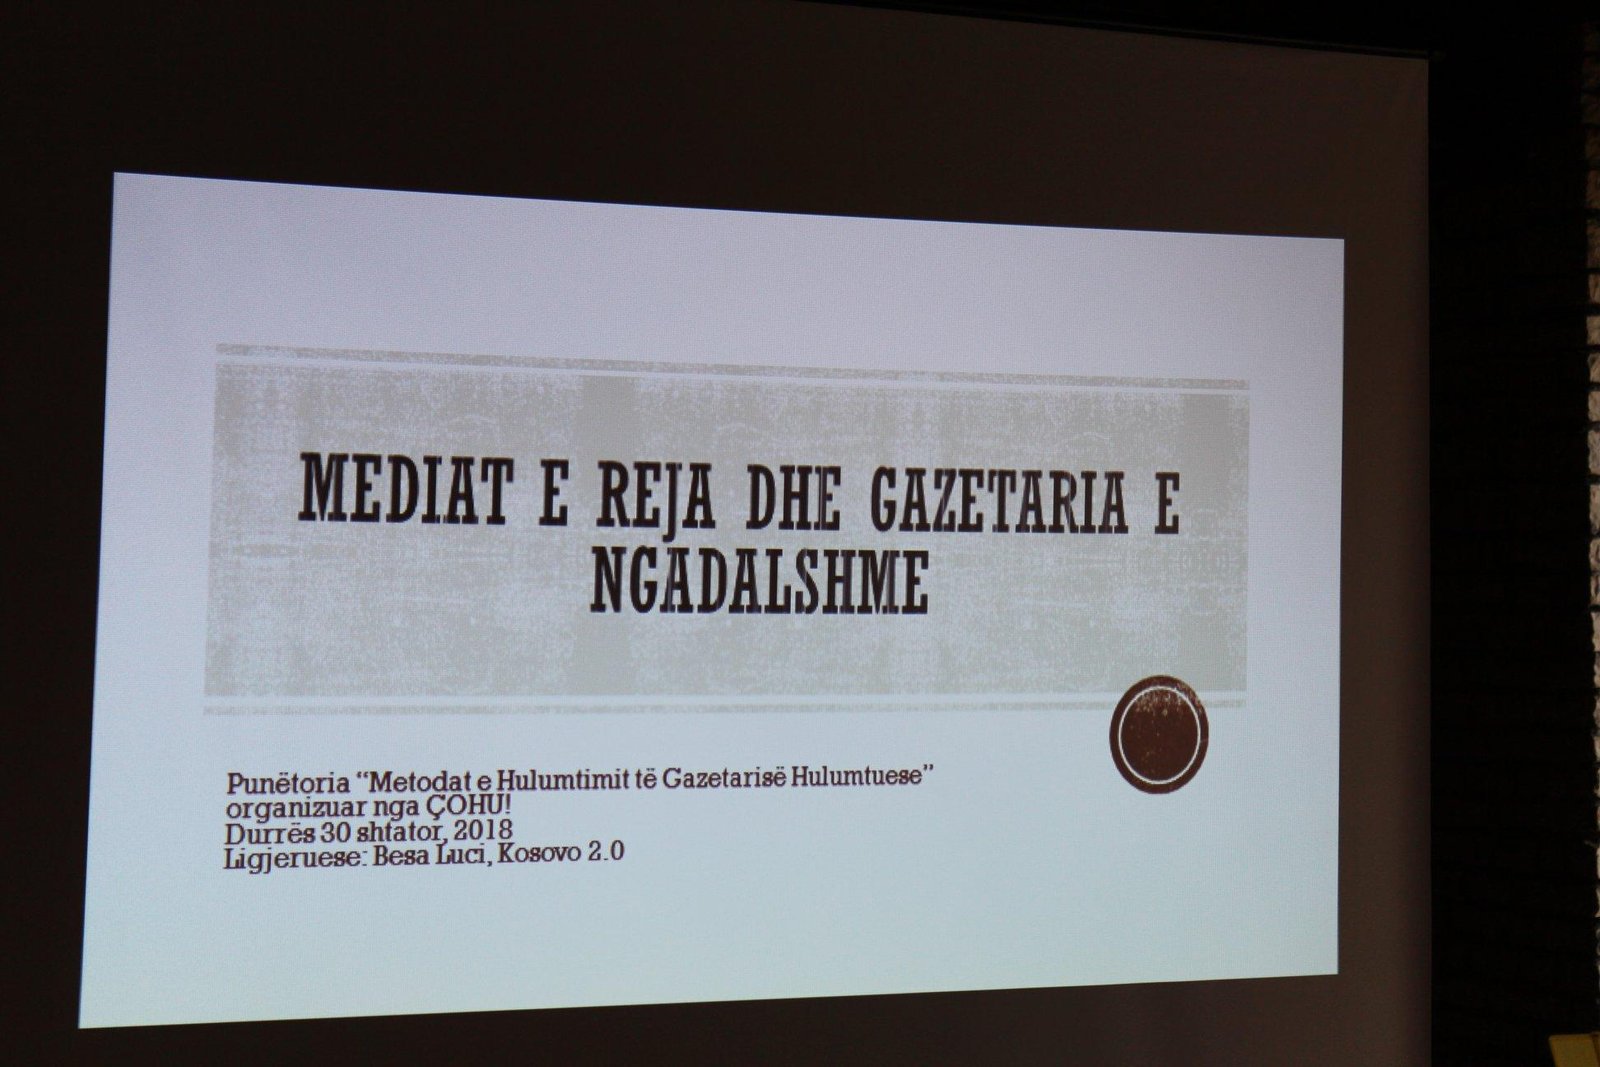 MEDIAT E REJA DHE GAZETARIA E
NGADALSHME
Punëtoria “Metodat e Hulumtimit të Gazetarisë Hulumtuese”
organizuar nga ÇOHU!
Durrës 30 shtator, 2018
Ligjeruese: Besa Luci, Kosovo 2.0